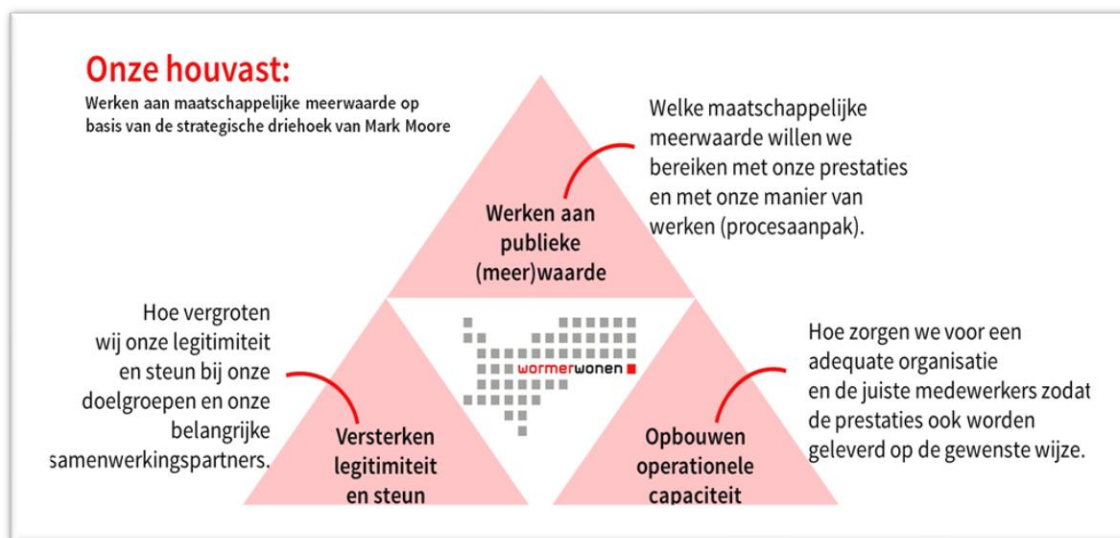 Onze houvast:
Werken aan maatschappelijke meerwaarde op
basis van de strategische driehoek van Mark Moore
Welke maatschappelijke
meerwaarde willen we
bereiken met onze prestaties
en met onze manier van
werken (procesaanpak).
Werken aan
publieke
(meer)waarde
Hoe vergroten
wij onze legitimiteit
en steun bij onze
doelgroepen en onze
belangrijke
samenwerkingspartners.
wormerwonen
Hoe zorgen we voor een
adequate organisatie
en de juiste medewerkers zodat
de prestaties ook worden
geleverd op de gewenste wijze.
Versterken
legitimiteit
en steun
Opbouwen
operationele
capaciteit